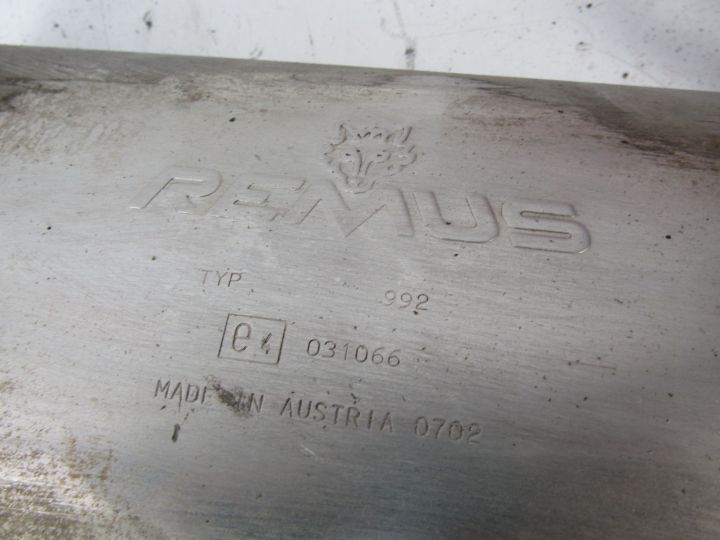 REMUS
TYP 992
e4 031066
MADE IN AUSTRIA 0702